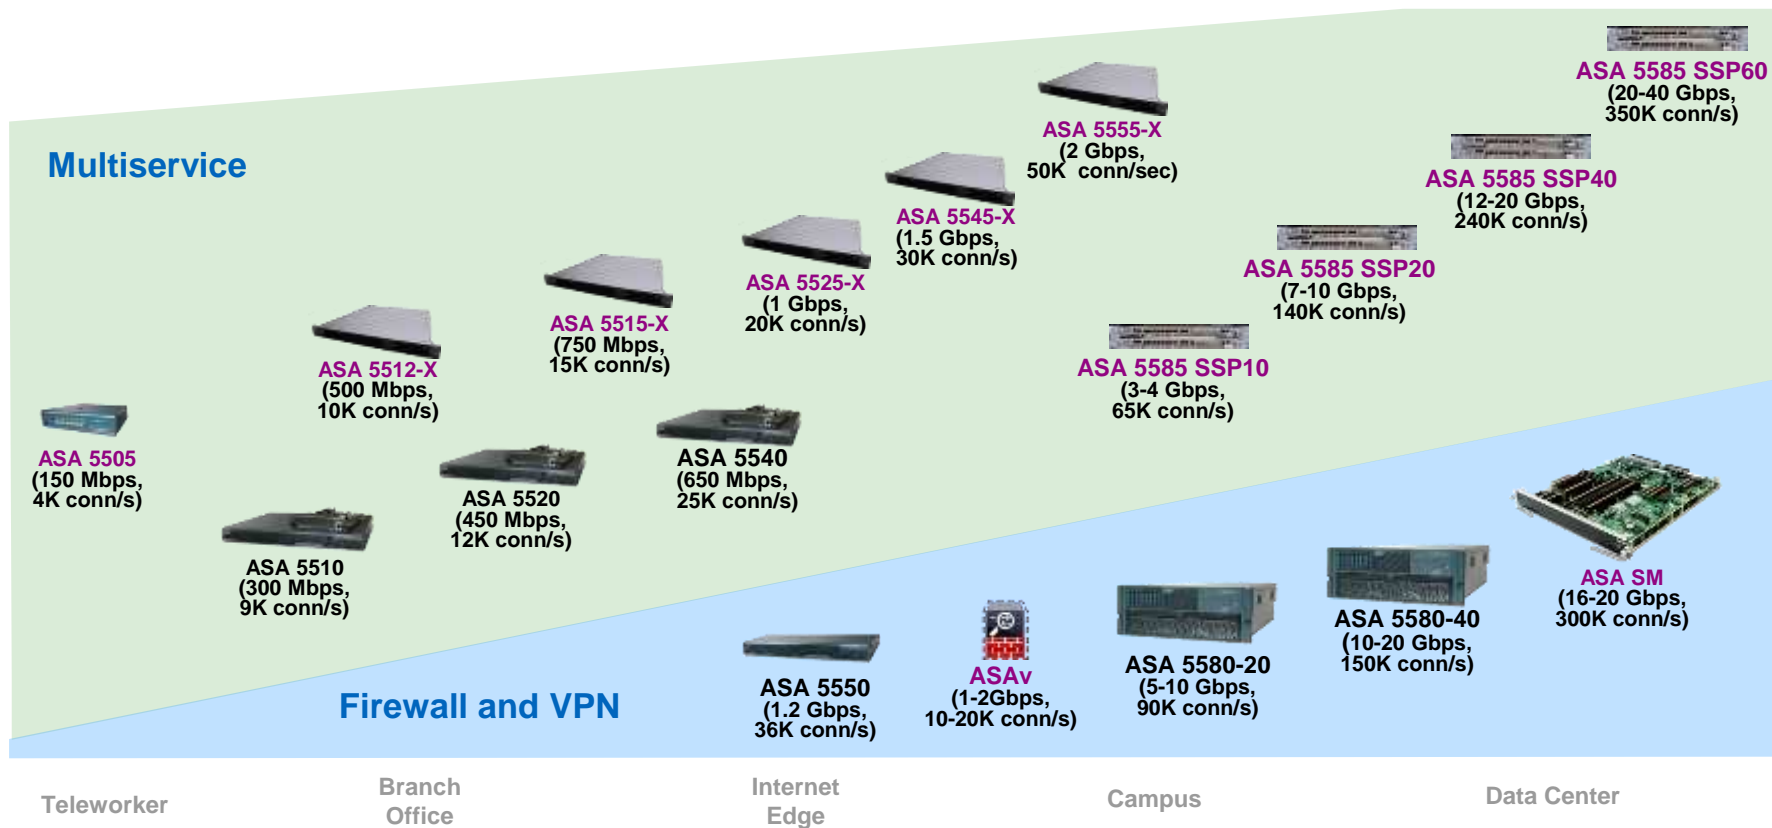 ASA 5585 SSP60
(20-40 Gbps,
350K conn/s)
ASA 5555-X
(2 Gbps,
50K conn/sec)
Multiservice
ASA 5585 SSP40
(12-20 Gbps,
240K conn/s)
ASA 5545-X
(1.5 Gbps,
30K conn/s)
ASA 5525-X
(1 Gbps,
20K conn/s)
ASA 5585 SSP20
(7-10 Gbps,
140K conn/s)
ASA 5515-X
(750 Mbps,
15K conn/s)
ASA 5512-X
(500 Mbps,
10K conn/s)
ASA 5585 SSP10
(3-4 Gbps,
65K conn/s)
ASA 5505
(150 Mbps,
4K conn/s)
ASA 5540
(650 Mbps,
25K conn/s)
ASA 5520
(450 Mbps,
12K conn/s)
ASA 5510
(300 Mbps,
9K conn/s)
ASA SM
(16-20 Gbps,
300K conn/s)
ASA 5580-40
(10-20 Gbps,
150K conn/s)
ASA 5580-20
(5-10 Gbps,
90K conn/s)
ASAv
(1-2Gbps,
10-20K conn/s)
ASA 5550
(1.2 Gbps,
36K conn/s)
Firewall and VPN
Teleworker
Branch
Office
Internet
Edge
Campus
Data Center